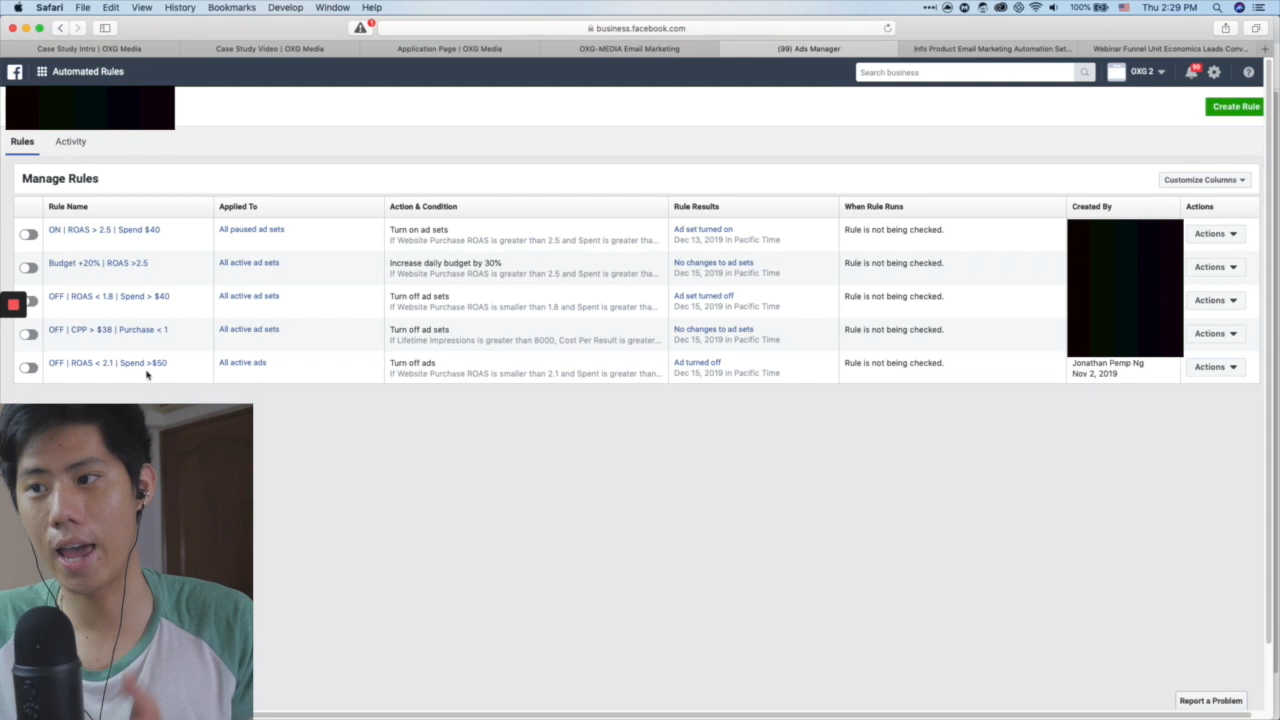 Safari File Edit View History Bookmarks Develop Window Help
100% Thu 2:29 PM
1
business.facebook.com
Case Study Intro | OXG Media
Case Study Video | OXG Media
Application Page | OXG Media
OXG-MEDIA Email Marketing
(99) Ads Manager
Info Product Email Marketing Automation Set...
Webinar Funnel Unit Economics Leads Conv...
Automated Rules
Search business
OXG 2
99
Create Rule
Rules Activity
Manage Rules
Customize Columns
Rule Name Applied To Action & Condition Rule Results When Rule Runs Created By Actions
ON | ROAS > 2.5 | Spend $40 All paused ad sets Turn on ad sets Ad set turned on Rule is not being checked. Actions
If Website Purchase ROAS is greater than 2.5 and Spent is greater tha... Dec 13, 2019 in Pacific Time
Budget +20% | ROAS >2.5 All active ad sets Increase daily budget by 30% No changes to ad sets Rule is not being checked. Actions
If Website Purchase ROAS is greater than 2.5 and Spent is greater tha... Dec 15, 2019 in Pacific Time
OFF | ROAS < 1.8 | Spend > $40 All active ad sets Turn off ad sets Ad set turned off Rule is not being checked. Actions
If Website Purchase ROAS is smaller than 1.8 and Spent is greater tha... Dec 15, 2019 in Pacific Time
OFF | CPP > $38 | Purchase < 1 All active ad sets Turn off ad sets No changes to ad sets Rule is not being checked. Actions
If Lifetime Impressions is greater than 8000, Cost Per Result is greater... Dec 15, 2019 in Pacific Time
OFF | ROAS < 2.1 | Spend >$50 All active ads Turn off ads Ad turned off Rule is not being checked. Jonathan Pemp Ng Actions
If Website Purchase ROAS is smaller than 2.1 and Spent is greater than... Dec 15, 2019 in Pacific Time Nov 2, 2019
Report a Problem